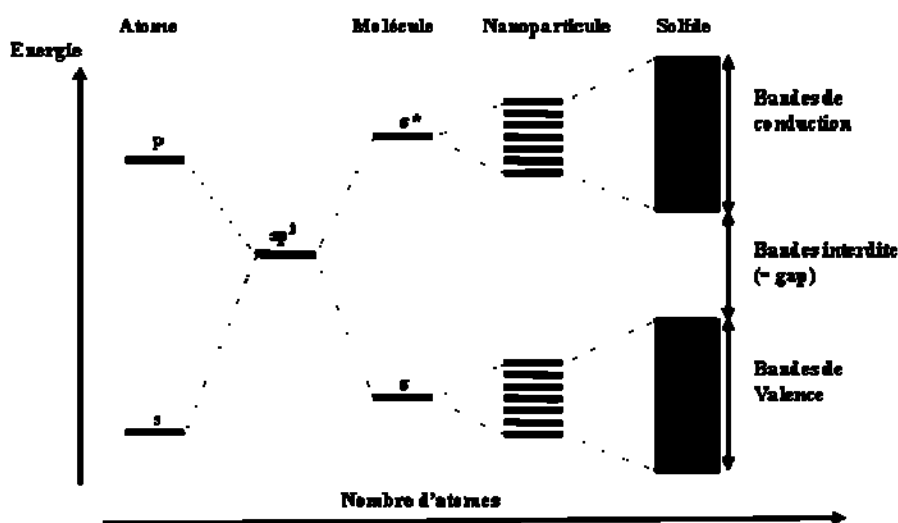 Atome
Molécule
Nanoparticule
Solide
Energie
p
σ*
sp³
σ
s
Bandes de
conduction
Bandes interdite
(= gap)
Bandes de
Valence
Nombre d'atomes